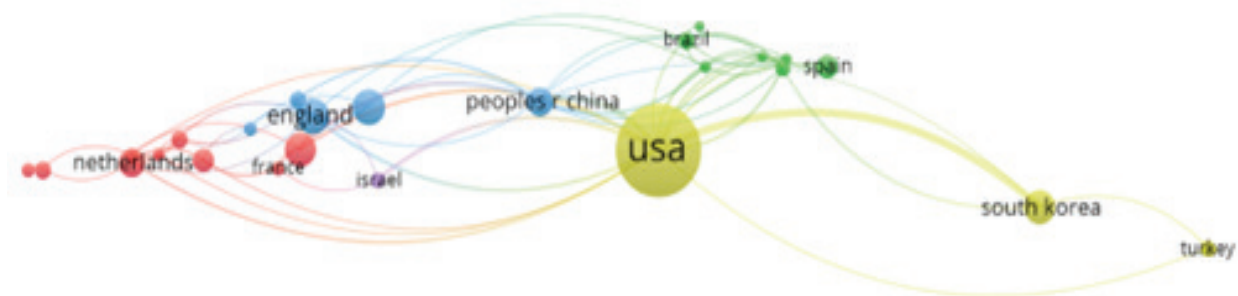 brazil
spain
peoples r china
england
usa
netherlands
france
israel
south korea
turkey